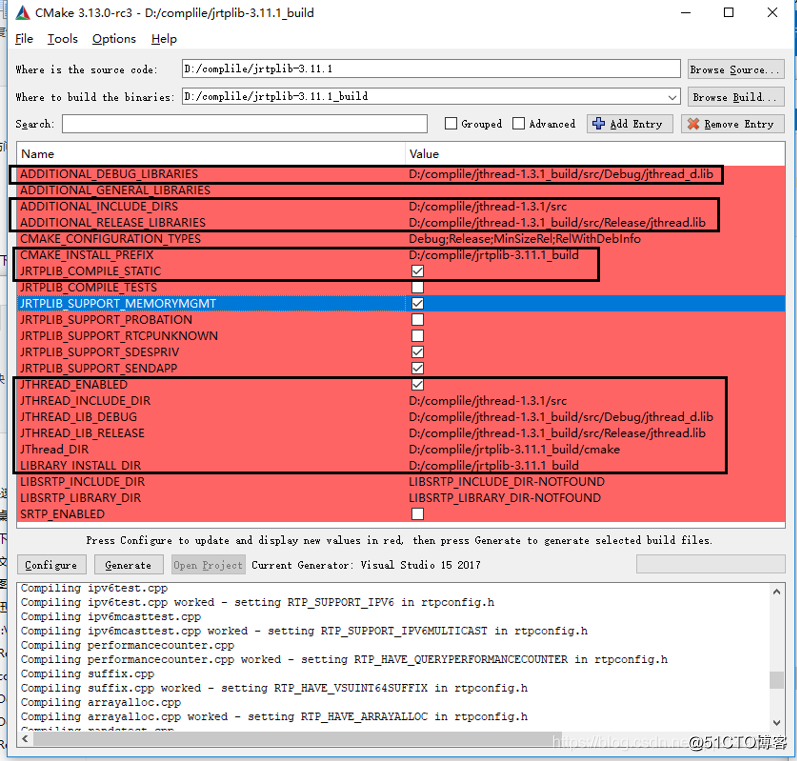 CMake 3.13.0-rc3 - D:/complile/jrtplib-3.11.1_build
File Tools Options Help
Where is the source code: D:/complile/jrtplib-3.11.1 Browse Source...
Where to build the binaries: D:/complile/jrtplib-3.11.1_build Browse Build...
Search: Grouped Advanced Add Entry Remove Entry
Name Value
ADDITIONAL_DEBUG_LIBRARIES D:/complile/jthread-1.3.1_build/src/Debug/jthread_d.lib
ADDITIONAL_GENERAL_LIBRARIES
ADDITIONAL_INCLUDE_DIRS D:/complile/jthread-1.3.1/src
ADDITIONAL_RELEASE_LIBRARIES D:/complile/jthread-1.3.1_build/src/Release/jthread.lib
CMAKE_CONFIGURATION_TYPES Debug;Release;MinSizeRel;RelWithDebInfo
CMAKE_INSTALL_PREFIX D:/complile/jrtplib-3.11.1_build
JRTPLIB_COMPILE_STATIC
JRTPLIB_COMPILE_TESTS
JRTPLIB_SUPPORT_MEMORYMGMT
JRTPLIB_SUPPORT_PROBATION
JRTPLIB_SUPPORT_RTCPUNKNOWN
JRTPLIB_SUPPORT_SDESPRIV
JRTPLIB_SUPPORT_SENDAPP
JTHREAD_ENABLED
JTHREAD_INCLUDE_DIR D:/complile/jthread-1.3.1/src
JTHREAD_LIB_DEBUG D:/complile/jthread-1.3.1_build/src/Debug/jthread_d.lib
JTHREAD_LIB_RELEASE D:/complile/jthread-1.3.1_build/src/Release/jthread.lib
JThread_DIR D:/complile/jrtplib-3.11.1_build/cmake
LIBRARY_INSTALL_DIR D:/complile/jrtplib-3.11.1_build
LIBSRTP_INCLUDE_DIR LIBSRTP_INCLUDE_DIR-NOTFOUND
LIBSRTP_LIBRARY_DIR LIBSRTP_LIBRARY_DIR-NOTFOUND
SRTP_ENABLED
Press Configure to update and display new values in red, then press Generate to generate selected build files.
Configure Generate Open Project Current Generator: Visual Studio 15 2017
Compiling ipv6test.cpp
Compiling ipv6test.cpp worked - setting RTP_SUPPORT_IPV6 in rtpconfig.h
Compiling ipv6mcasttest.cpp
Compiling ipv6mcasttest.cpp worked - setting RTP_SUPPORT_IPV6MULTICAST in rtpconfig.h
Compiling performancecounter.cpp
Compiling performancecounter.cpp worked - setting RTP_HAVE_QUERYPERFORMANCECOUNTER in rtpconfig.h
Compiling suffix.cpp
Compiling suffix.cpp worked - setting RTP_HAVE_VSUINT64SUFFIX in rtpconfig.h
Compiling arrayalloc.cpp
Compiling arrayalloc.cpp worked - setting RTP_HAVE_ARRAYALLOC in rtpconfig.h
https://blog.csdn.ne
@51CTO博客